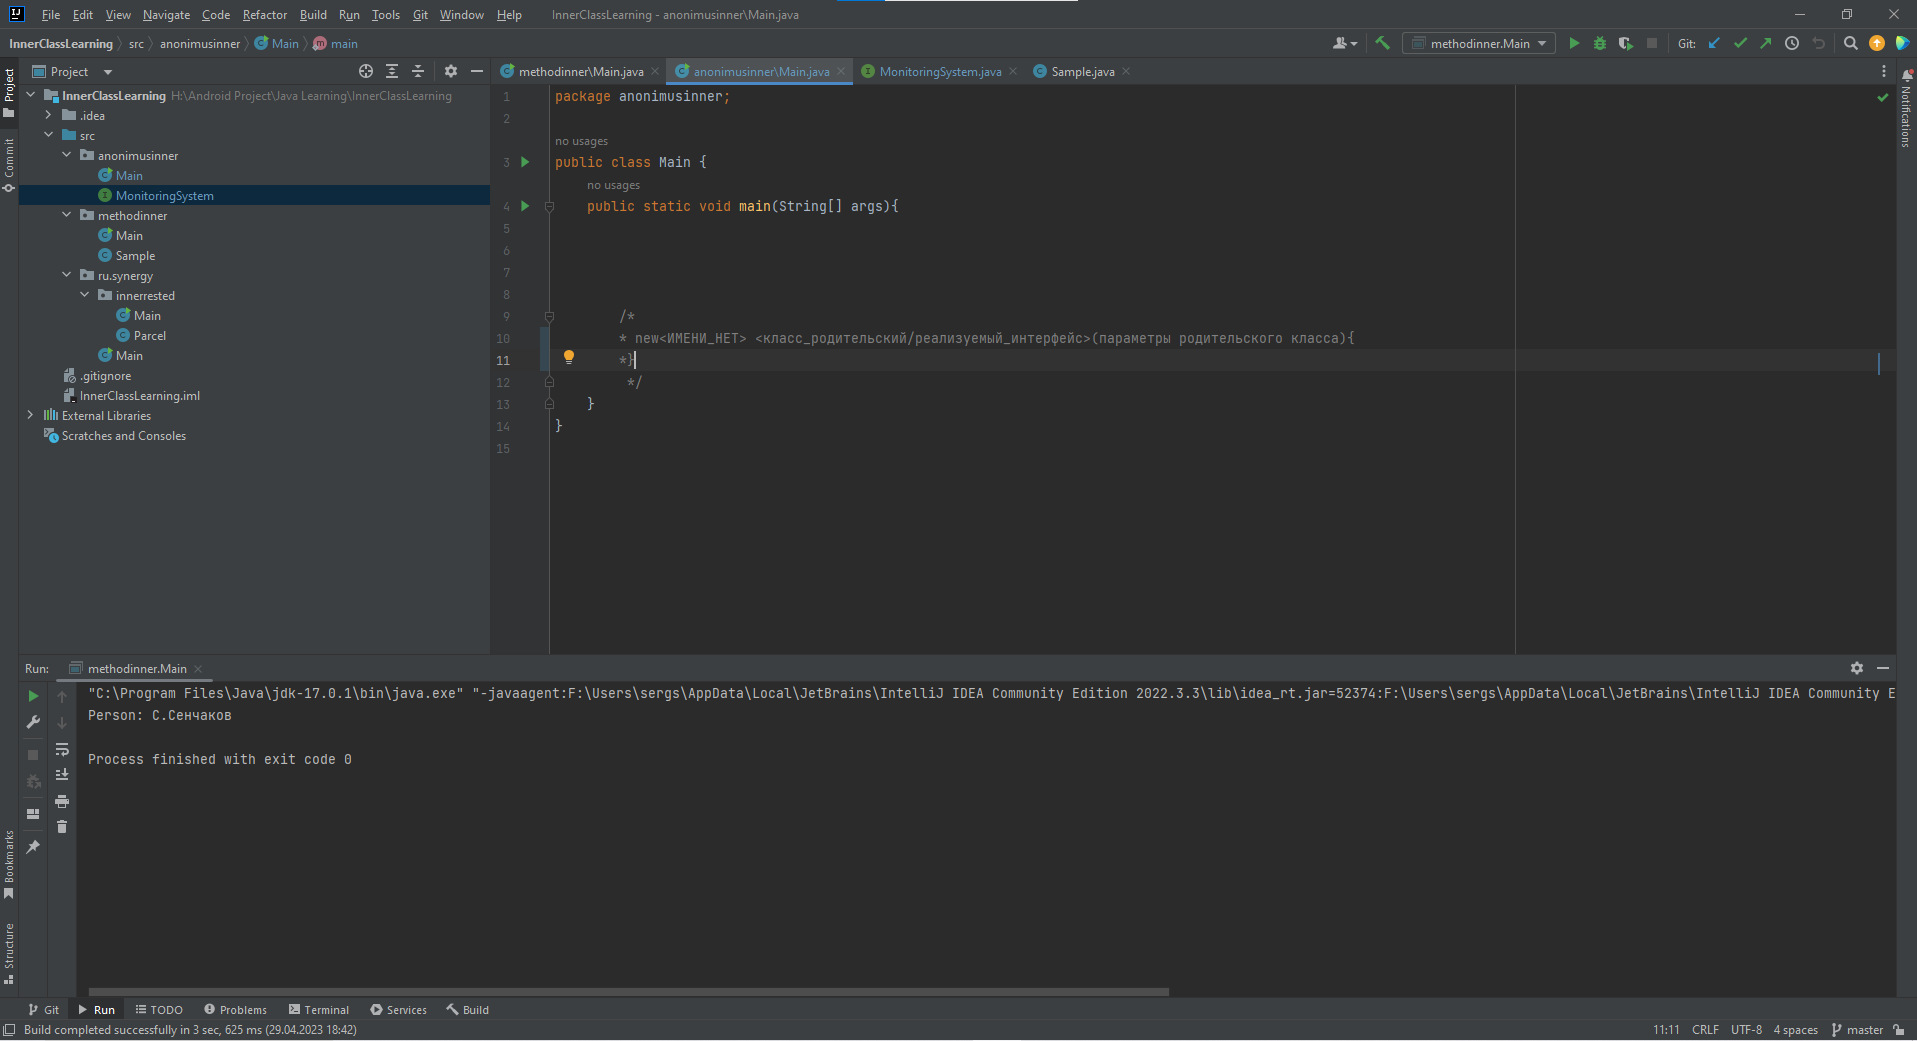 File Edit View Navigate Code Refactor Build Run Tools Git Window Help InnerClassLearning - anonimusinner\Main.java
InnerClassLearning src anonimusinner Main main
methodinner.Main Git:
Project
methodinner\Main.java anonimusinner\Main.java MonitoringSystem.java Sample.java
Project
Commit
Bookmarks
Structure
Notifications
InnerClassLearning H:\Android Project\Java Learning\InnerClassLearning
.idea
src
anonimusinner
Main
MonitoringSystem
methodinner
Main
Sample
ru.synergy
innerrested
Main
Parcel
Main
.gitignore
InnerClassLearning.iml
External Libraries
Scratches and Consoles
1 package anonimusinner;
2
no usages
3 public class Main {
no usages
4 public static void main(String[] args){
5
6
7
8
9 /*
10 * new<ИМЕНИ_НЕТ> <класс_родительский/реализуемый_интерфейс>(параметры родительского класса){
11 *}
12 */
13 }
14 }
15
Run: methodinner.Main
"C:\Program Files\Java\jdk-17.0.1\bin\java.exe" "-javaagent:F:\Users\sergs\AppData\Local\JetBrains\IntelliJ IDEA Community Edition 2022.3.3\lib\idea_rt.jar=52374:F:\Users\sergs\AppData\Local\JetBrains\IntelliJ IDEA Community E
Person: С.Сенчаков
Process finished with exit code 0
Git Run TODO Problems Terminal Services Build
Build completed successfully in 3 sec, 625 ms (29.04.2023 18:42) 11:11 CRLF UTF-8 4 spaces master